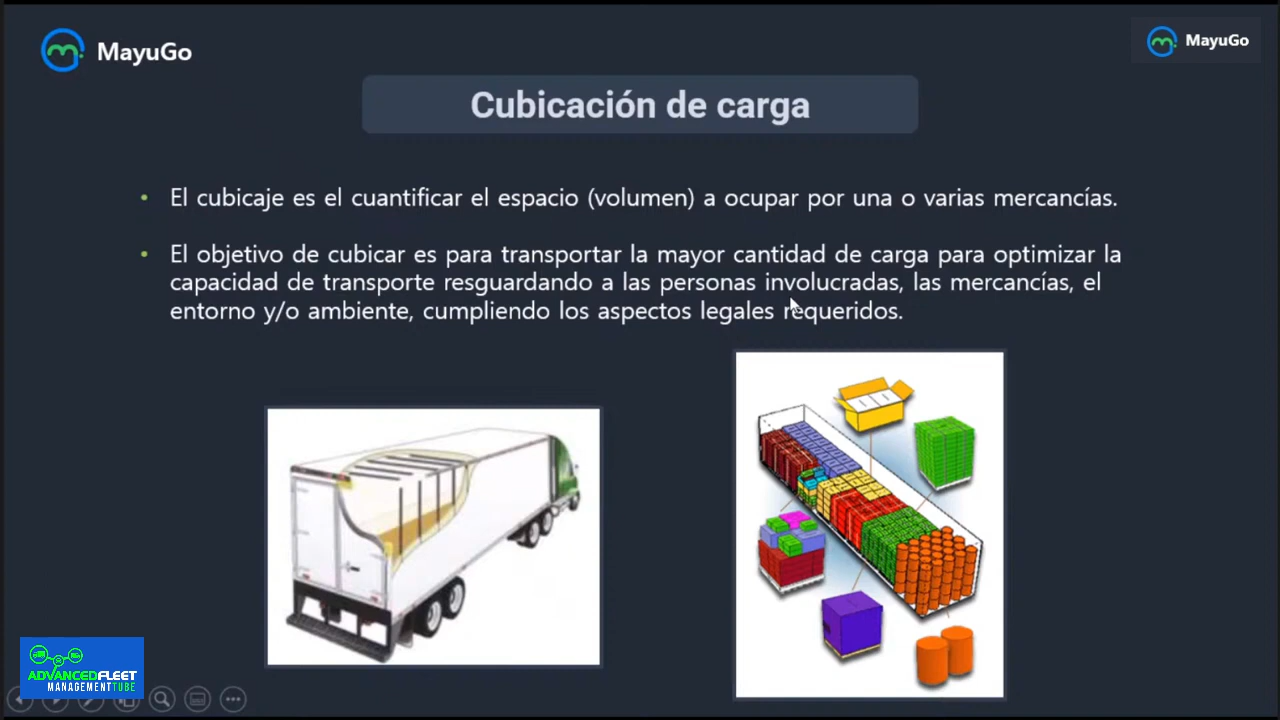 MayuGo
MayuGo
Cubicación de carga
• El cubicaje es el cuantificar el espacio (volumen) a ocupar por una o varias mercancías.
• El objetivo de cubicar es para transportar la mayor cantidad de carga para optimizar la
capacidad de transporte resguardando a las personas involucradas, las mercancías, el
entorno y/o ambiente, cumpliendo los aspectos legales requeridos.
ADVANCEDFLEET
MANAGEMENTTUBE